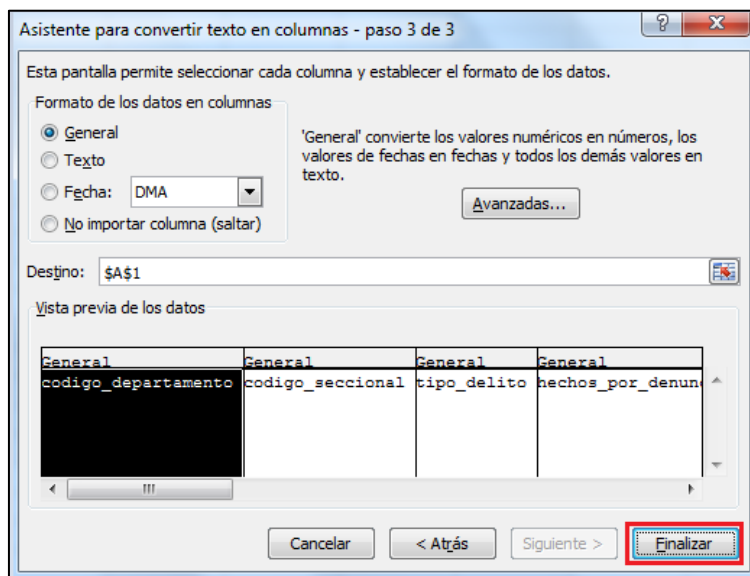 Asistente para convertir texto en columnas - paso 3 de 3
Esta pantalla permite seleccionar cada columna y establecer el formato de los datos.
Formato de los datos en columnas
General
Texto
Fecha: DMA
No importar columna (saltar)
'General' convierte los valores numéricos en números, los
valores de fechas en fechas y todos los demás valores en
texto.
Avanzadas...
Destino: $A$1
Vista previa de los datos
General General General General
codigo_departamento codigo_seccional tipo_delito hechos_por_denun
Cancelar < Atrás Siguiente > Finalizar